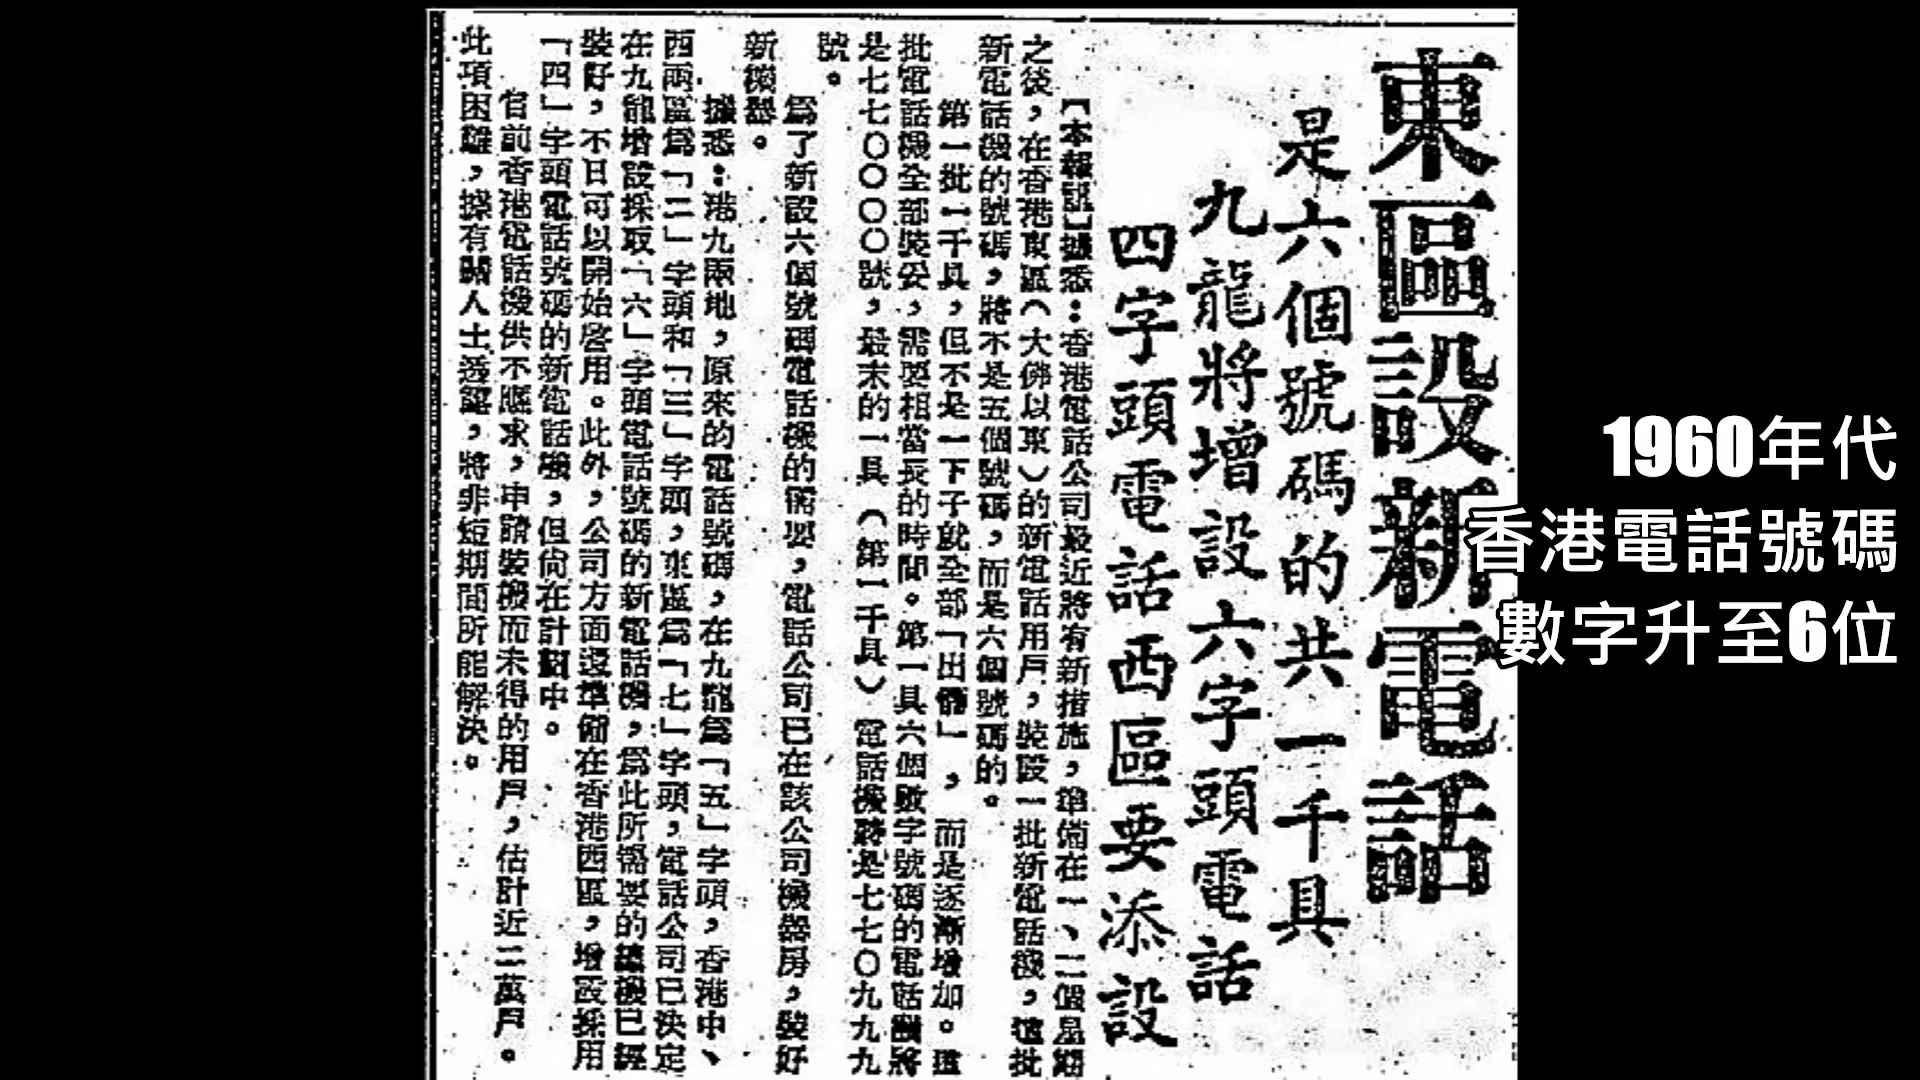 東區設新電話
是六個號碼的共一千具
九龍將增設六字頭電話
四字頭電話西區要添設
【本報訊】據悉：香港電話公司最近將有新措施，準備在一、二個星期
之後，在香港東區（大佛以東）的新電話用戶，裝設一批新電話機，這批
新電話機的號碼，將不是五個號碼，而是六個號碼的。
第一批一千具，但不是一下子就全部「出籠」，而是逐漸增加。這
批電話機全部裝妥，需要相當長的時間。第一具六個數字號碼的電話機將
是七七〇〇〇〇號，最末的一具（第一千具）電話機將是七七〇九九九
號。
爲了新設六個號碼電話機的需要，電話公司已在該公司機器房，裝好
新機器。
據悉：港九兩地，原來的電話號碼，在九龍爲「五」字頭，香港中、
西兩區爲「二」字頭和「三」字頭，東區爲「七」字頭，電話公司已決定
在九龍增設採取「六」字頭電話號碼的新電話機，爲此所需要的總機已經
裝好，不日可以開始啓用。此外，公司方面還準備在香港西區，增設採用
「四」字頭電話號碼的新電話機，但尙在計劃中。
目前香港電話機供不應求，申請裝機而未得的用戶，估計近二萬戶。
此項困難，據有關人士透露，將非短期間所能解決。
1960年代
香港電話號碼
數字升至6位